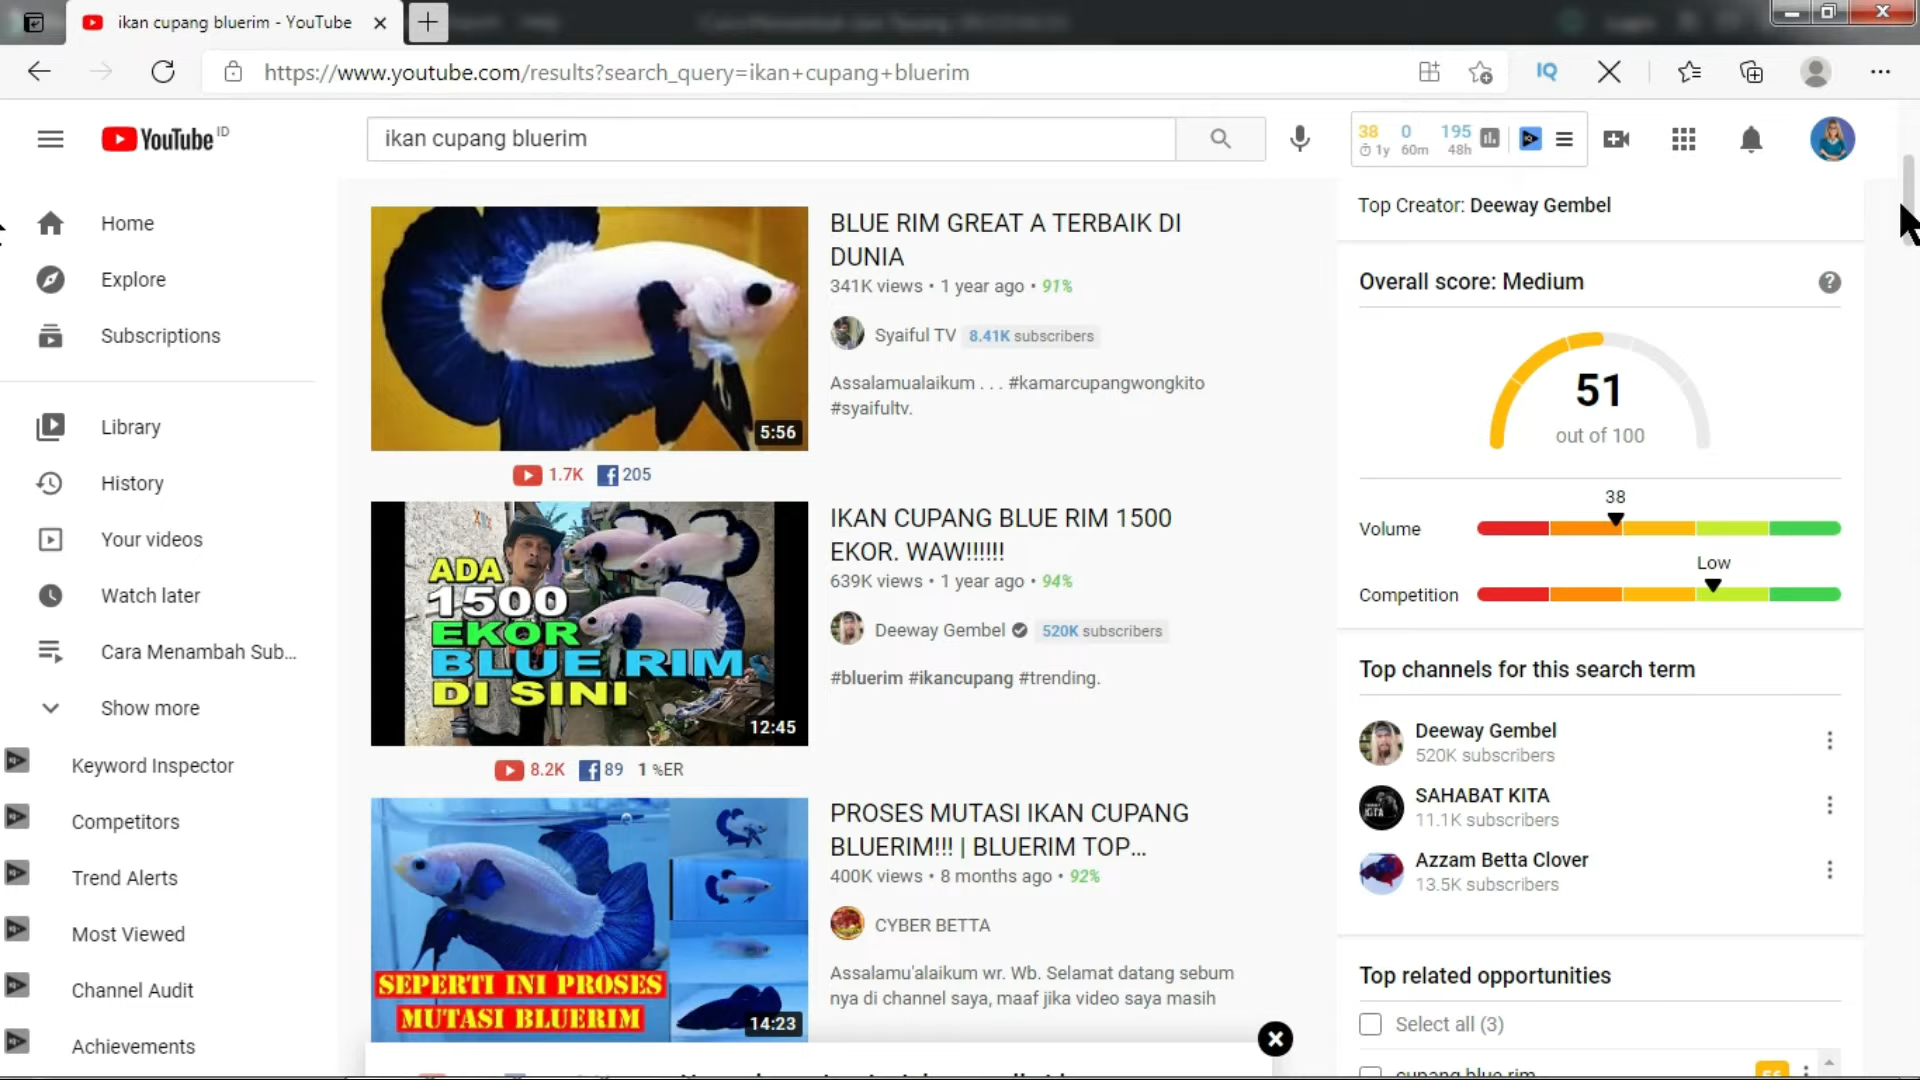 ikan cupang bluerim - YouTube
https://www.youtube.com/results?search_query=ikan+cupang+bluerim
IQ
YouTube ID
ikan cupang bluerim
38 0 195
1y 60m 48h
Home
Explore
Subscriptions
Library
History
Your videos
Watch later
Cara Menambah Sub...
Show more
Keyword Inspector
Competitors
Trend Alerts
Most Viewed
Channel Audit
Achievements
5:56
BLUE RIM GREAT A TERBAIK DI
DUNIA
341K views • 1 year ago • 91%
Syaiful TV 8.41K subscribers
Assalamualaikum . . . #kamarcupangwongkito
#syaifultv.
1.7K 205
ADA
1500
EKOR
BLUE RIM
DI SINI
12:45
IKAN CUPANG BLUE RIM 1500
EKOR. WAW!!!!!!
639K views • 1 year ago • 94%
Deeway Gembel 520K subscribers
#bluerim #ikancupang #trending.
8.2K 89 1 %ER
SEPERTI INI PROSES
MUTASI BLUERIM
14:23
PROSES MUTASI IKAN CUPANG
BLUERIM!!! | BLUERIM TOP...
400K views • 8 months ago • 92%
CYBER BETTA
Assalamu'alaikum wr. Wb. Selamat datang sebum
nya di channel saya, maaf jika video saya masih
Top Creator: Deeway Gembel
Overall score: Medium
51
out of 100
38
Volume
Low
Competition
Top channels for this search term
Deeway Gembel
520K subscribers
SAHABAT KITA
11.1K subscribers
Azzam Betta Clover
13.5K subscribers
Top related opportunities
Select all (3)
cupang blue rim
56